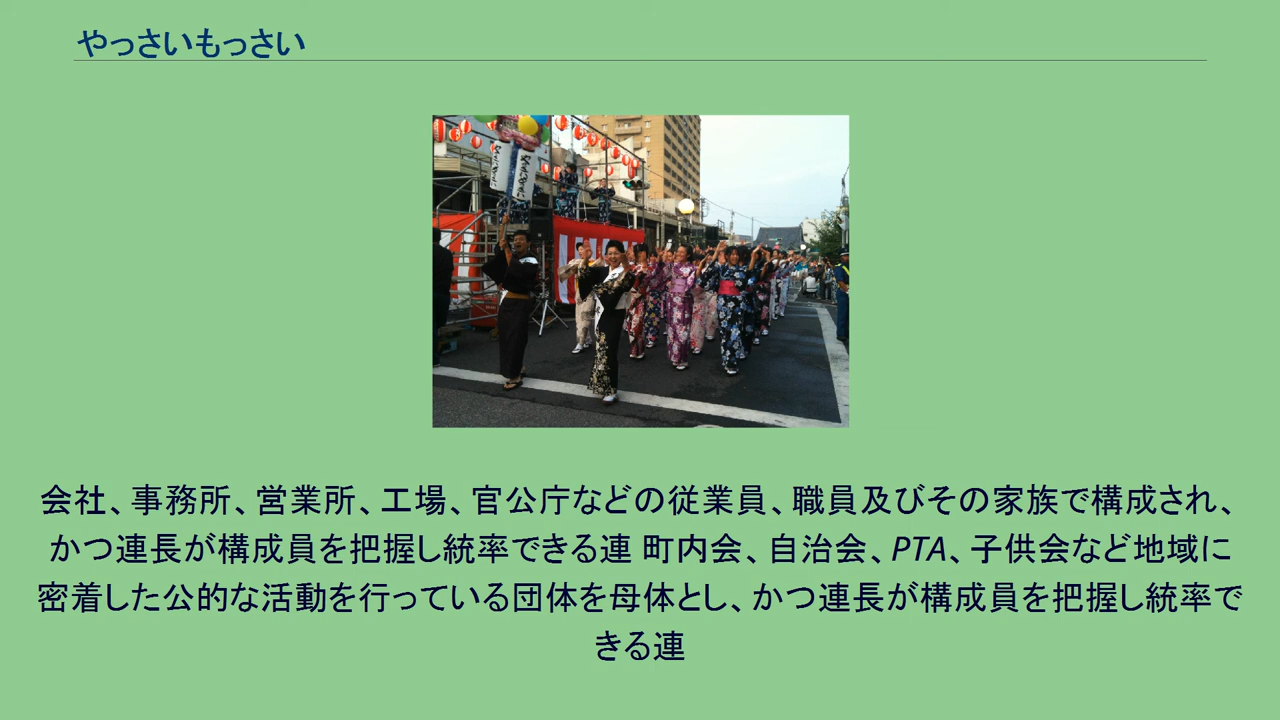 やっさいもっさい
会社、事務所、営業所、工場、官公庁などの従業員、職員及びその家族で構成され、
かつ連長が構成員を把握し統率できる連 町内会、自治会、PTA、子供会など地域に
密着した公的な活動を行っている団体を母体とし、かつ連長が構成員を把握し統率で
きる連